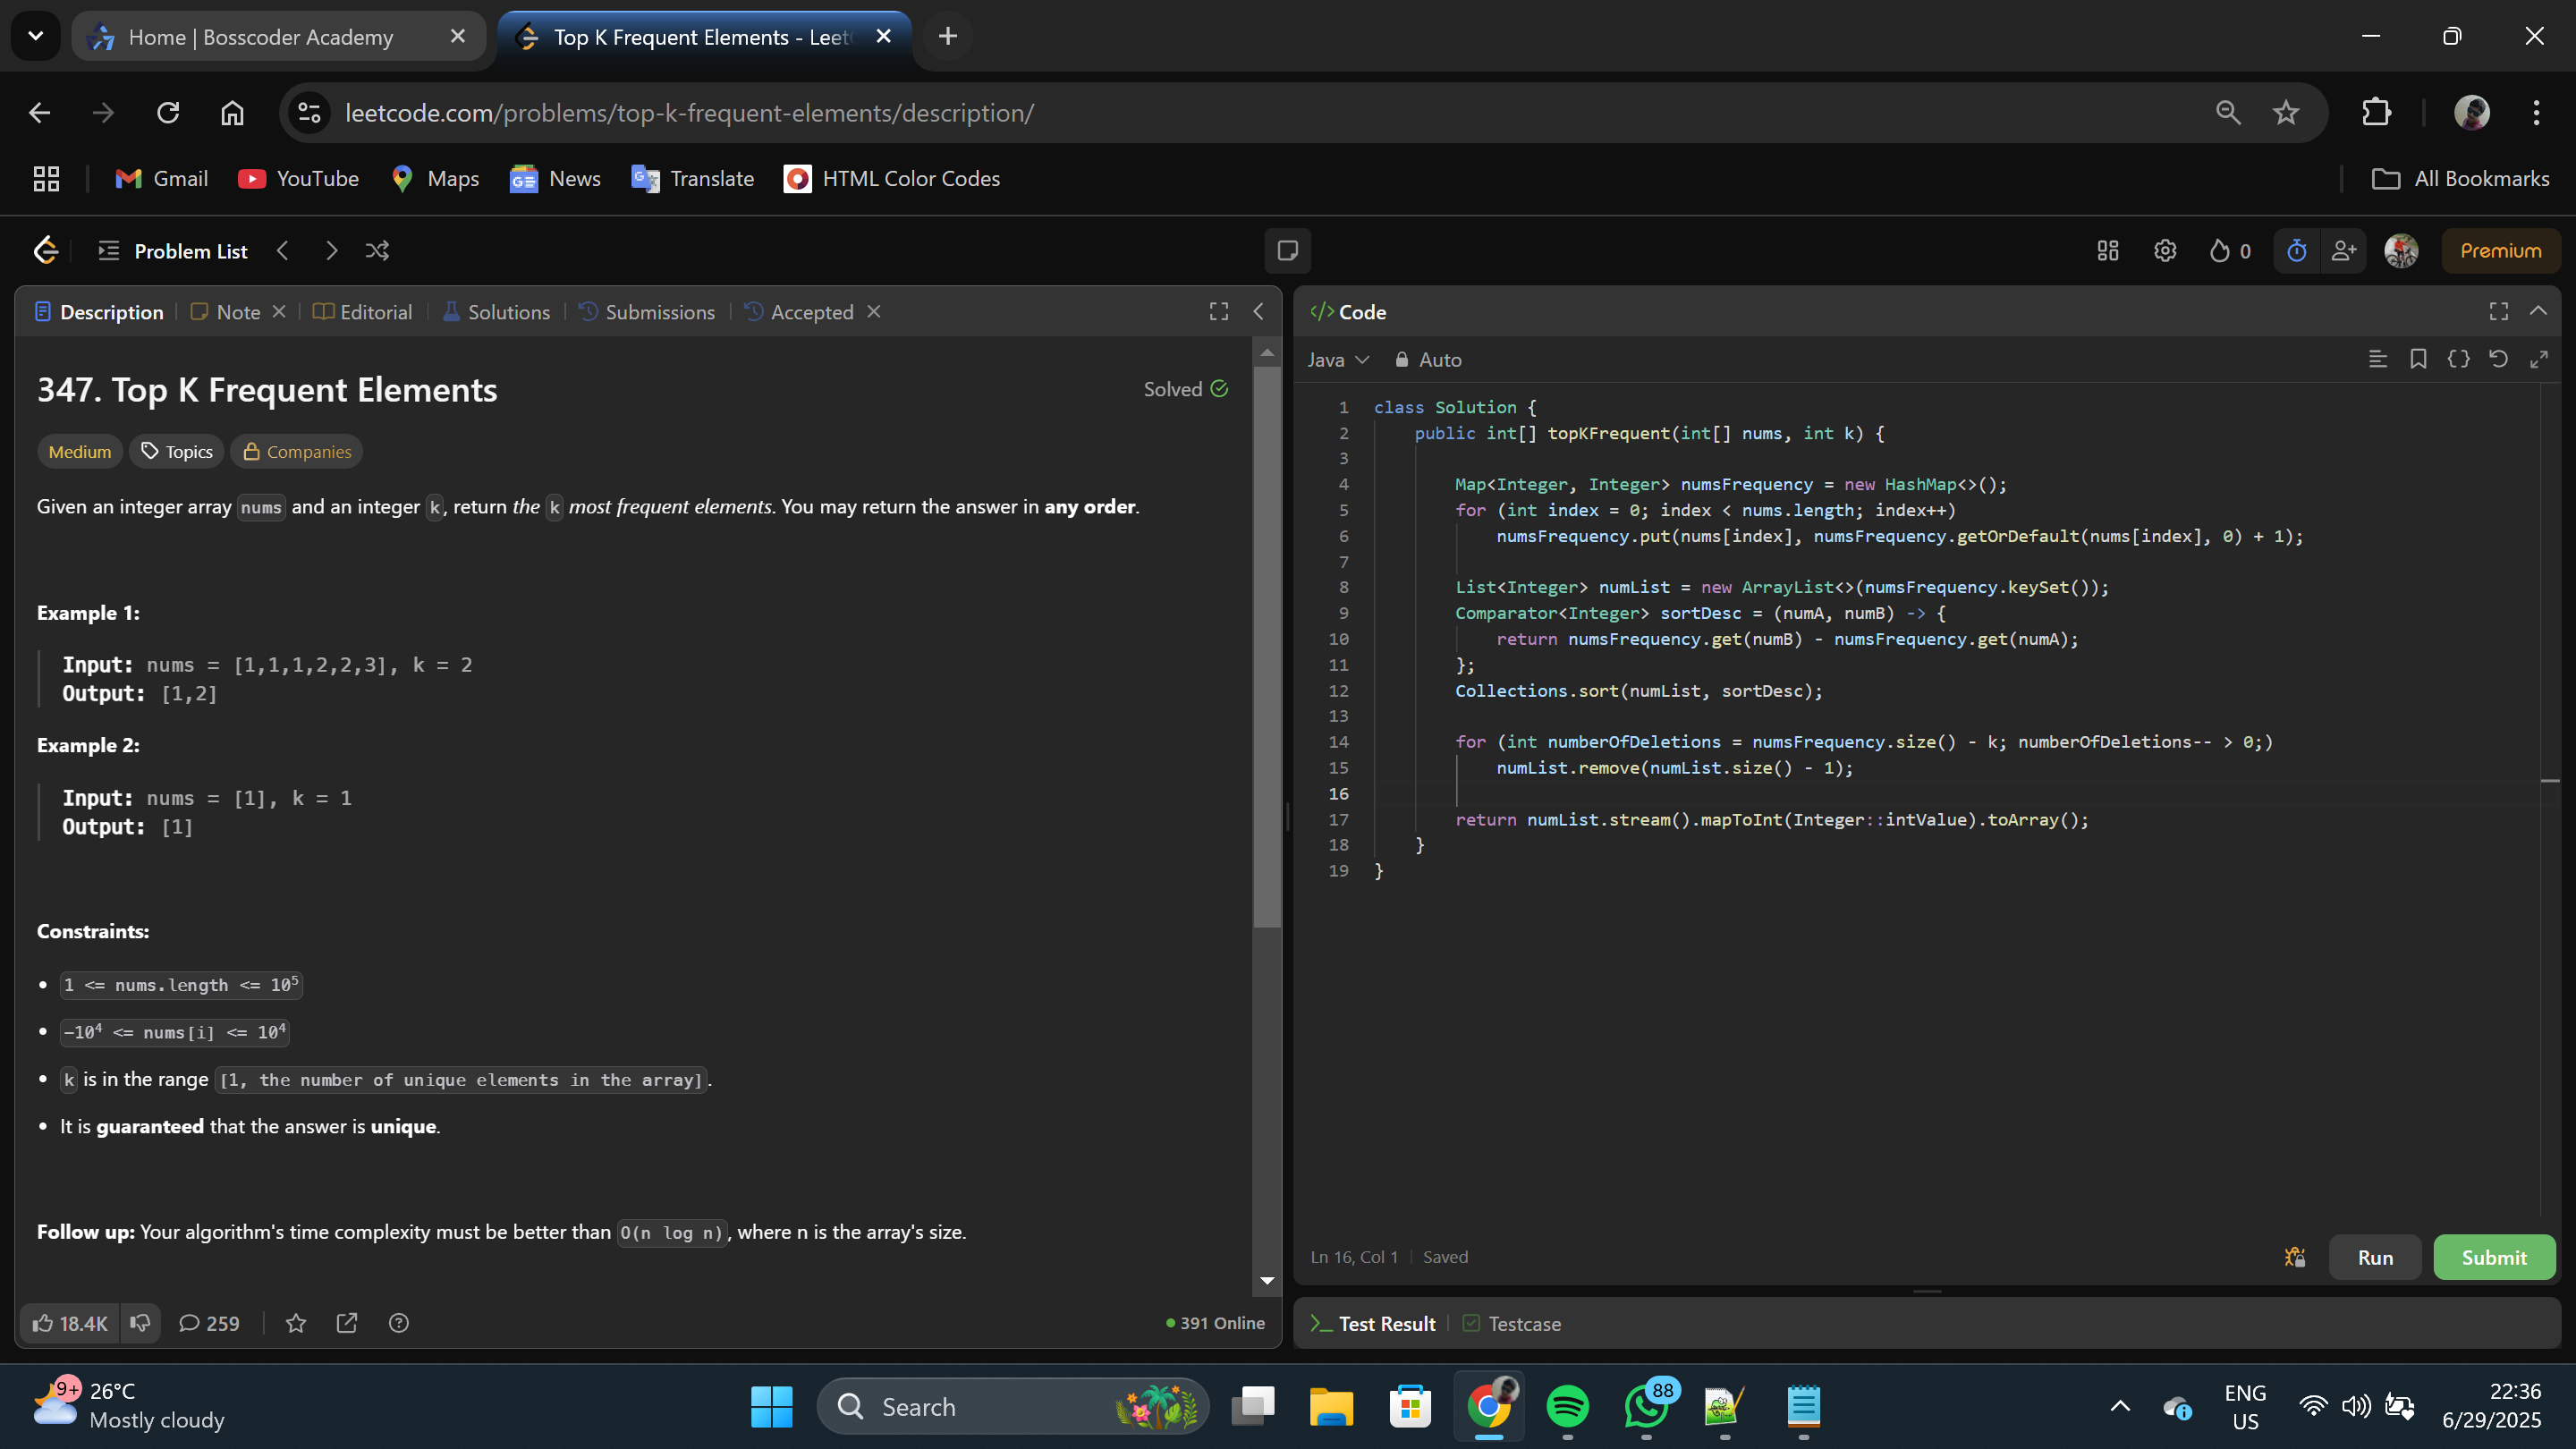 Home | Bosscoder Academy
Top K Frequent Elements - Leet
leetcode.com/problems/top-k-frequent-elements/description/
Gmail
YouTube
Maps
News
Translate
HTML Color Codes
All Bookmarks
Problem List
0
Premium
Description
Note
Editorial
Solutions
Submissions
Accepted
347. Top K Frequent Elements
Solved
Medium
Topics
Companies
Given an integer array nums and an integer k, return the k most frequent elements. You may return the answer in any order.
Example 1:
Input: nums = [1,1,1,2,2,3], k = 2
Output: [1,2]
Example 2:
Input: nums = [1], k = 1
Output: [1]
Constraints:
• 1 <= nums.length <= 10⁵
• -10⁴ <= nums[i] <= 10⁴
• k is in the range [1, the number of unique elements in the array].
• It is guaranteed that the answer is unique.
Follow up: Your algorithm's time complexity must be better than O(n log n), where n is the array's size.
18.4K
259
391 Online
</> Code
Java
Auto
1 class Solution {
2 public int[] topKFrequent(int[] nums, int k) {
3
4 Map<Integer, Integer> numsFrequency = new HashMap<>();
5 for (int index = 0; index < nums.length; index++)
6 numsFrequency.put(nums[index], numsFrequency.getOrDefault(nums[index], 0) + 1);
7
8 List<Integer> numList = new ArrayList<>(numsFrequency.keySet());
9 Comparator<Integer> sortDesc = (numA, numB) -> {
10 return numsFrequency.get(numB) - numsFrequency.get(numA);
11 };
12 Collections.sort(numList, sortDesc);
13
14 for (int numberOfDeletions = numsFrequency.size() - k; numberOfDeletions-- > 0;)
15 numList.remove(numList.size() - 1);
16
17 return numList.stream().mapToInt(Integer::intValue).toArray();
18 }
19 }
Ln 16, Col 1
Saved
Run
Submit
Test Result
Testcase
9+
26°C
Mostly cloudy
Search
88
ENG
US
22:36
6/29/2025